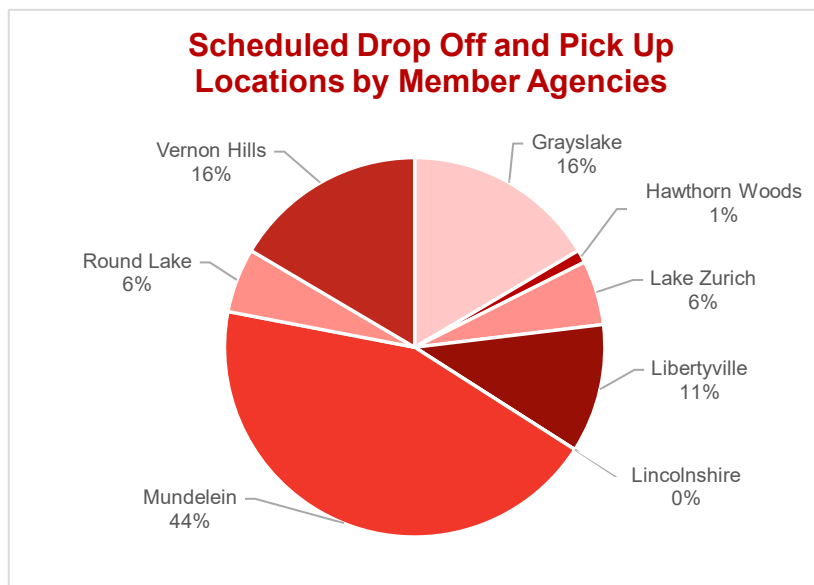 Scheduled Drop Off and Pick Up
Locations by Member Agencies
Vernon Hills
16%
Grayslake
16%
Hawthorn Woods
1%
Round Lake
6%
Lake Zurich
6%
Libertyville
11%
Lincolnshire
0%
Mundelein
44%